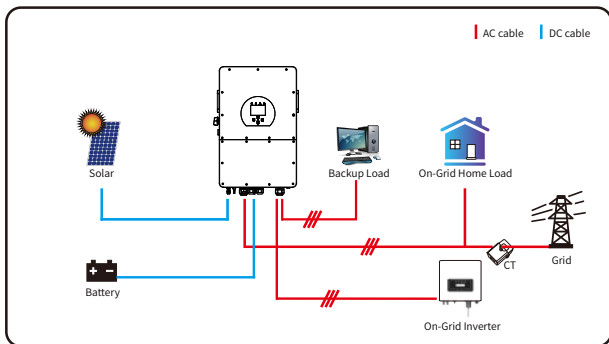 AC cable
DC cable
Solar
Backup Load
On-Grid Home Load
CT
Grid
Battery
On-Grid Inverter